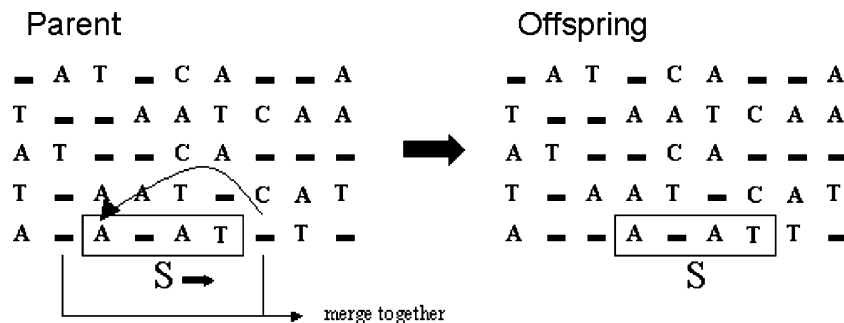 Parent Offspring
– A T – C A – – A – A T – C A – – A
T – – A A T C A A T – – A A T C A A
A T – – C A – – – A T – – C A – – –
T – A A T – C A T T – A A T – C A T
A – A – A T – T – A – – A – A T T –
S S
merge together